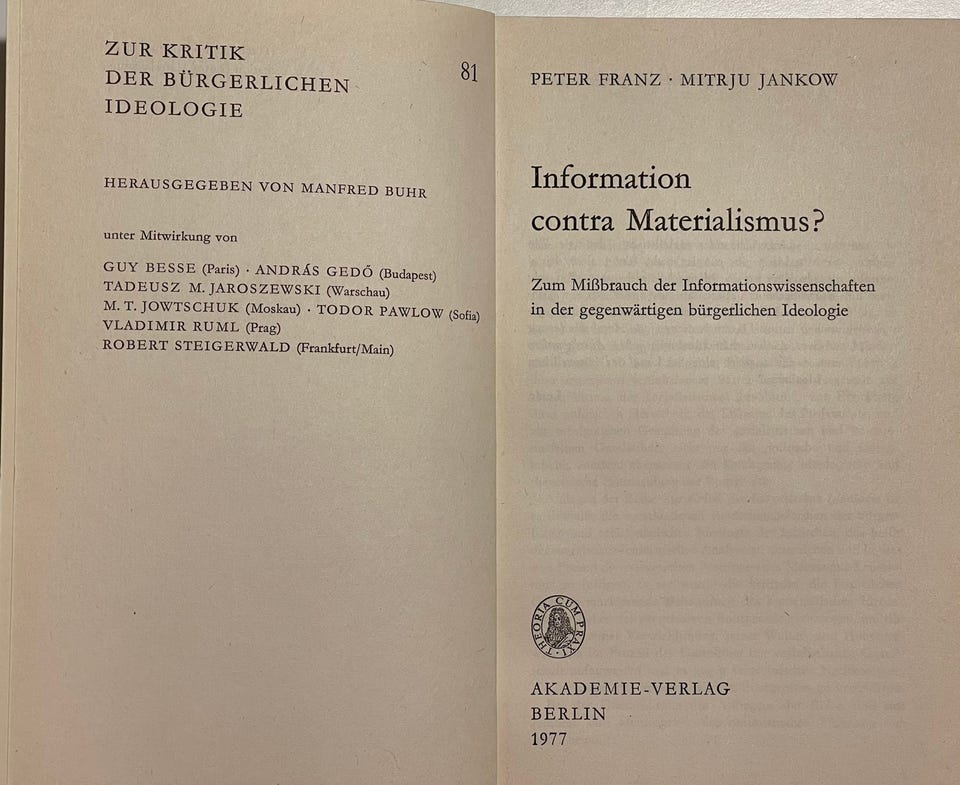 ZUR KRITIK
DER BÜRGERLICHEN
IDEOLOGIE
81
HERAUSGEGEBEN VON MANFRED BUHR
unter Mitwirkung von
GUY BESSE (Paris) · ANDRÁS GEDŐ (Budapest)
TADEUSZ M. JAROSZEWSKI (Warschau)
M. T. JOWTSCHUK (Moskau) · TODOR PAWLOW (Sofia)
VLADIMIR RUML (Prag)
ROBERT STEIGERWALD (Frankfurt/Main)
PETER FRANZ · MITRJU JANKOW
Information
contra Materialismus?
Zum Mißbrauch der Informationswissenschaften
in der gegenwärtigen bürgerlichen Ideologie
THEORIA CUM PRAXI
AKADEMIE-VERLAG
BERLIN
1977